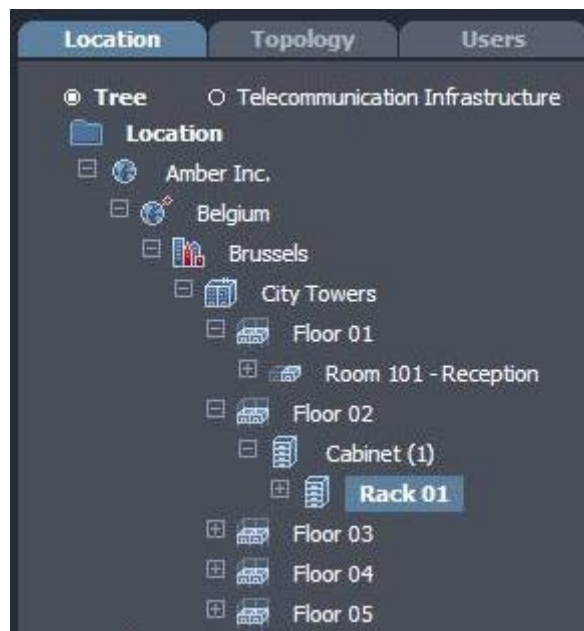 Location Topology Users
Tree Telecommunication Infrastructure
Location
Amber Inc.
Belgium
Brussels
City Towers
Floor 01
Room 101 - Reception
Floor 02
Cabinet (1)
Rack 01
Floor 03
Floor 04
Floor 05